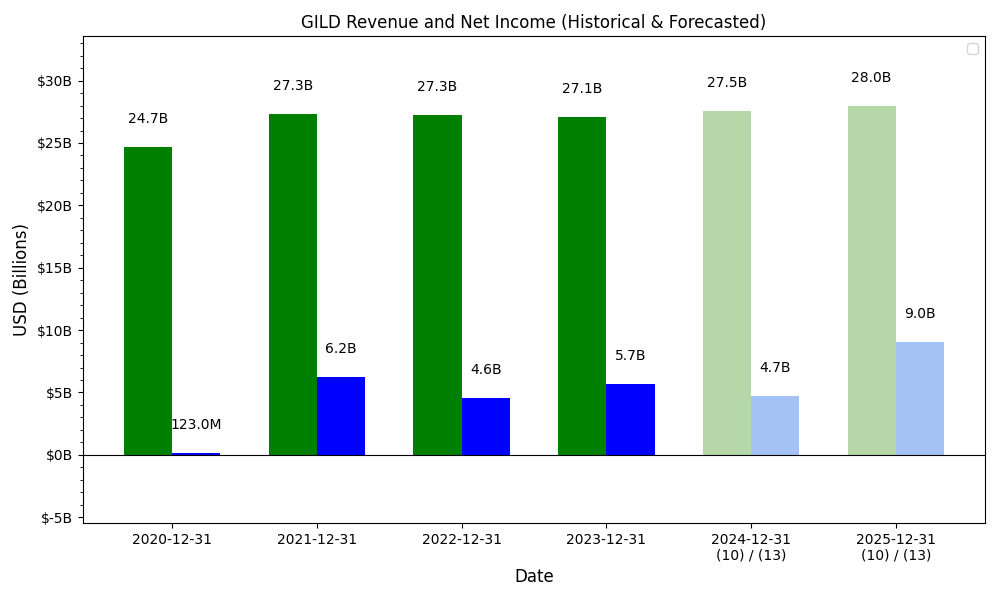 GILD Revenue and Net Income (Historical & Forecasted)
USD (Billions)
$30B
$25B
$20B
$15B
$10B
$5B
$0B
$-5B
24.7B
123.0M
27.3B
6.2B
27.3B
4.6B
27.1B
5.7B
27.5B
4.7B
28.0B
9.0B
2020-12-31
2021-12-31
2022-12-31
2023-12-31
2024-12-31
(10) / (13)
2025-12-31
(10) / (13)
Date